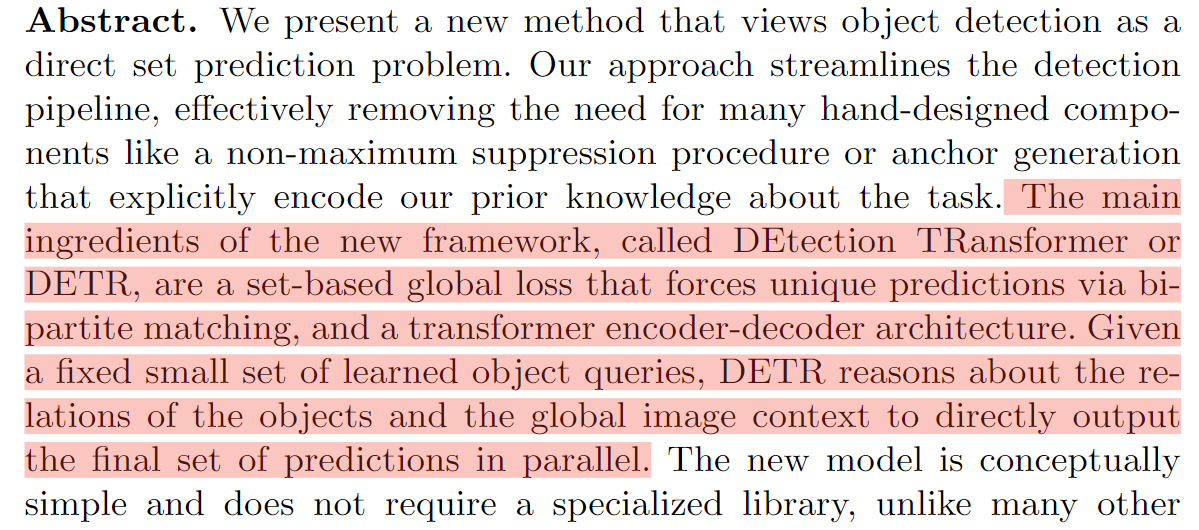 Abstract. We present a new method that views object detection as a
direct set prediction problem. Our approach streamlines the detection
pipeline, effectively removing the need for many hand-designed compo-
nents like a non-maximum suppression procedure or anchor generation
that explicitly encode our prior knowledge about the task. The main
ingredients of the new framework, called DEtection TRansformer or
DETR, are a set-based global loss that forces unique predictions via bi-
partite matching, and a transformer encoder-decoder architecture. Given
a fixed small set of learned object queries, DETR reasons about the re-
lations of the objects and the global image context to directly output
the final set of predictions in parallel. The new model is conceptually
simple and does not require a specialized library, unlike many other